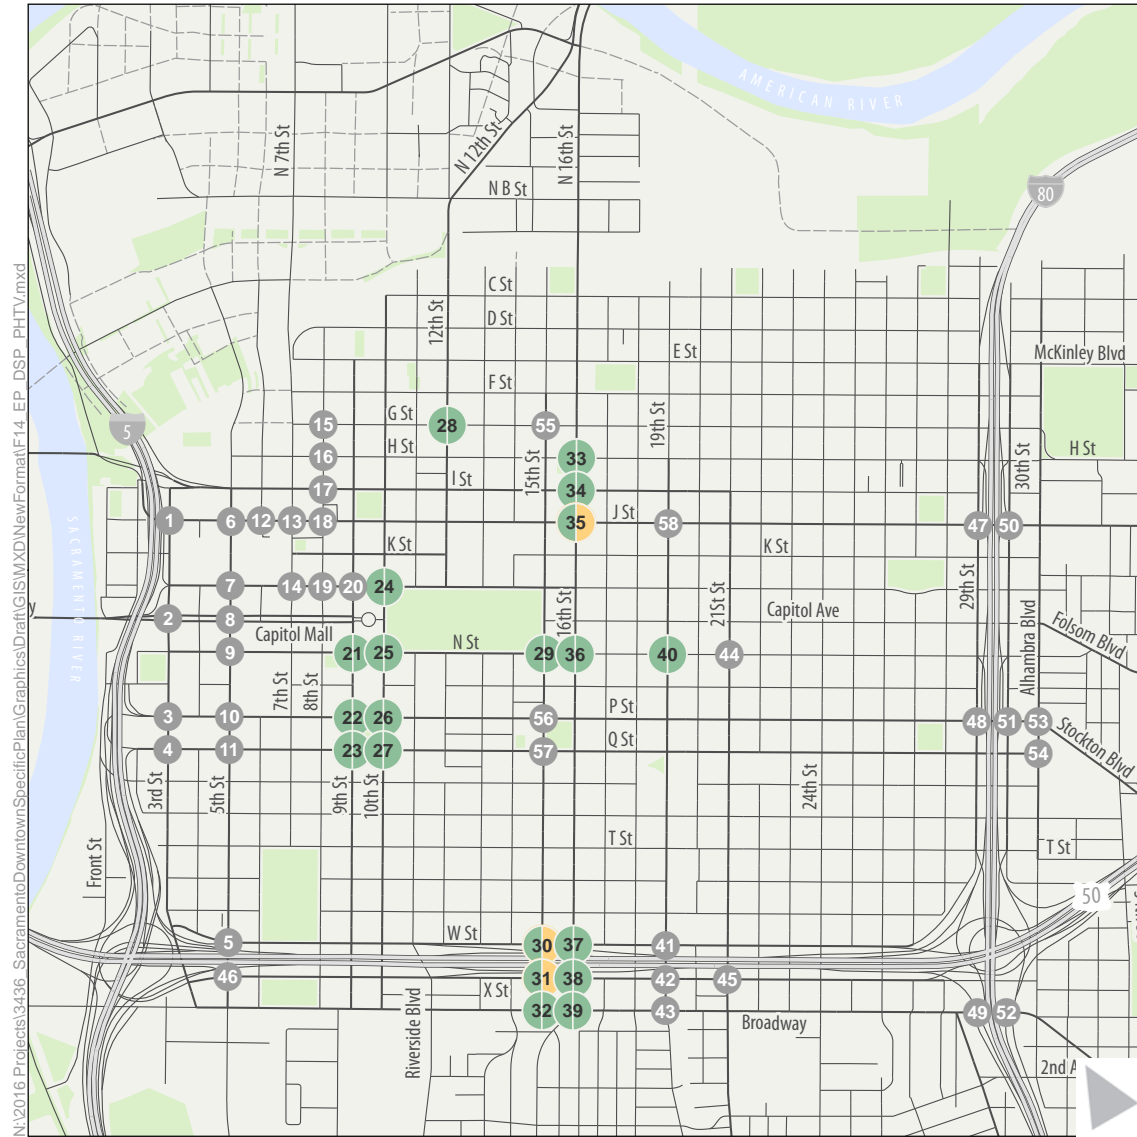 N:\2016 Projects\3436_SacramentoDowntownSpecificPlan\Graphics\Draft\GIS\MXD\NewFormat\F14_EP_DSP_PHTV.mxd
AMERICAN RIVER
N 7th St
N 12th St
N 16th St
N B St
80
C St
D St
12th St
E St
McKinley Blvd
F St
G St
19th St
5
15
28
55
H St
H St
16
33
I St
15th St
30th St
17
34
SACRAMENTO RIVER
1
6
12
13
18
35
J St
58
47
50
K St
K St
7
14
19
20
24
29th St
2
8
16th St
21St St
Capitol Ave
y
Capitol Mall
Alhambra Blvd
Folsom Blvd
9
21
25
N St
29
36
40
44
7th St
8th St
3
10
22
26
P St
56
48
51
53
Stockton Blvd
4
11
23
27
Q St
57
54
3rd St
5th St
9th St
10th St
24th St
Front St
T St
T St
50
W St
5
30
37
41
46
X St
31
38
42
45
32
39
43
Broadway
49
52
Riverside Blvd
2nd A